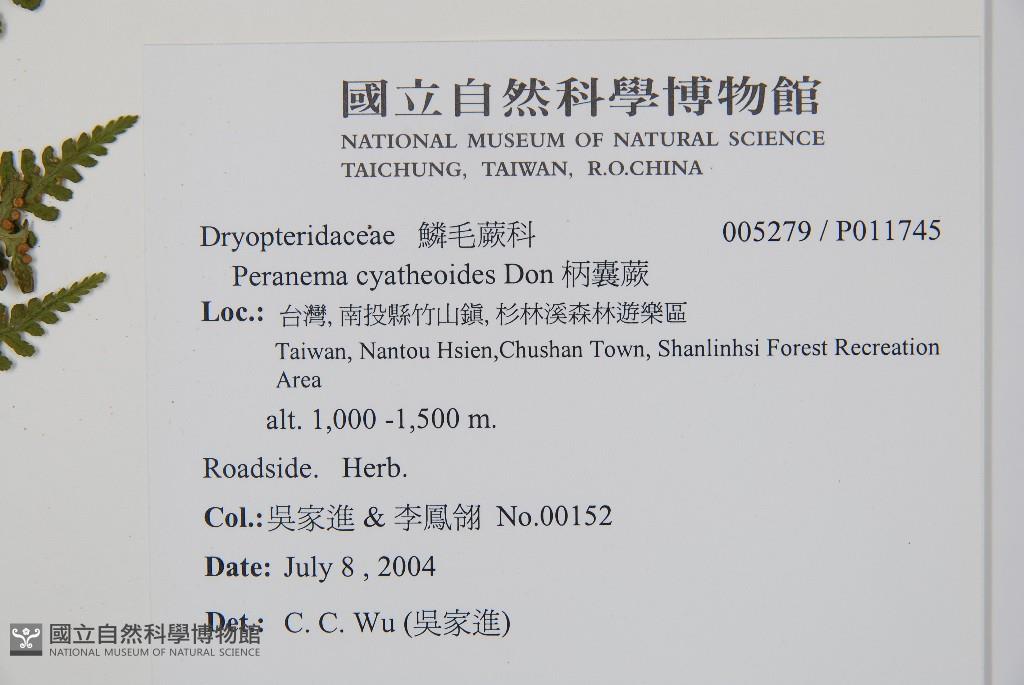 國立自然科學博物館
NATIONAL MUSEUM OF NATURAL SCIENCE
TAICHUNG, TAIWAN, R.O.CHINA
Dryopteridaceae 鱗毛蕨科 005279 / P011745
Peranema cyatheoides Don 柄囊蕨
Loc.: 台灣, 南投縣竹山鎮, 杉林溪森林遊樂區
Taiwan, Nantou Hsien,Chushan Town, Shanlinhsi Forest Recreation
Area
alt. 1,000 -1,500 m.
Roadside. Herb.
Col.:吳家進 & 李鳳翎 No.00152
Date: July 8 , 2004
Det.: C. C. Wu (吳家進)
國立自然科學博物館
NATIONAL MUSEUM OF NATURAL SCIENCE